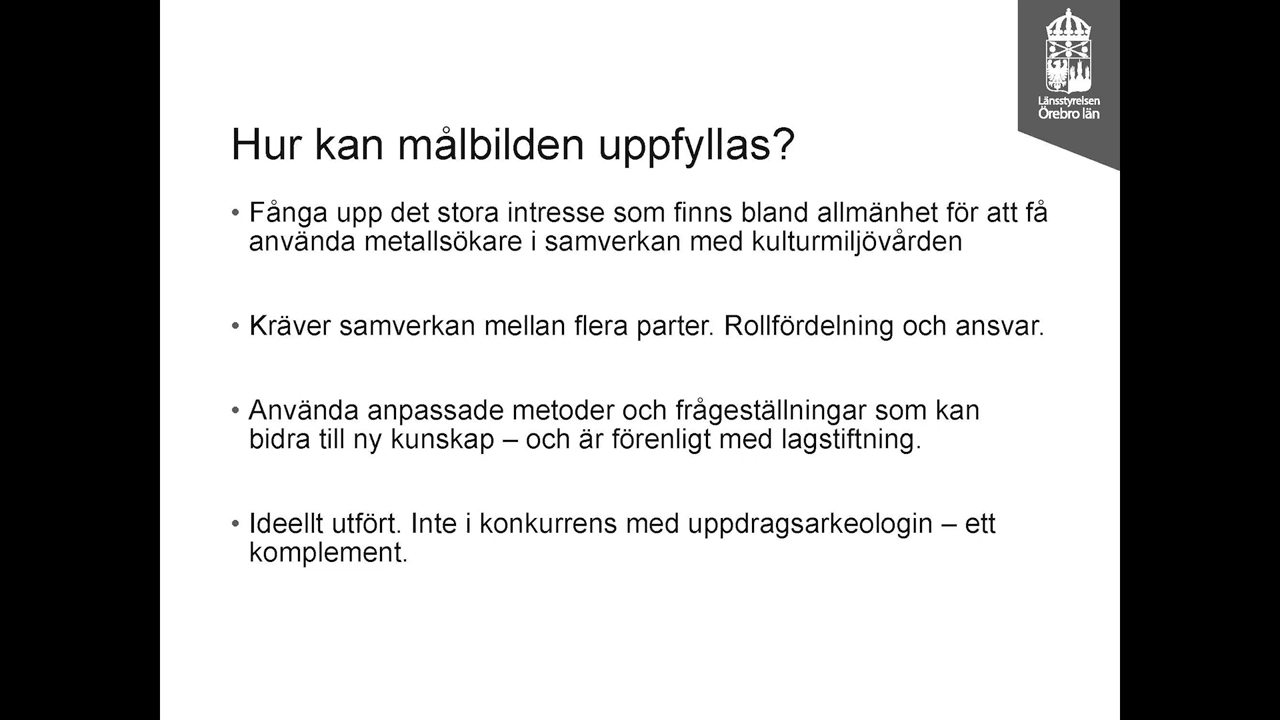 Länsstyrelsen
Örebro län
Hur kan målbilden uppfyllas?
• Fånga upp det stora intresse som finns bland allmänhet för att få
använda metallsökare i samverkan med kulturmiljövården
• Kräver samverkan mellan flera parter. Rollfördelning och ansvar.
• Använda anpassade metoder och frågeställningar som kan
bidra till ny kunskap – och är förenligt med lagstiftning.
• Ideellt utfört. Inte i konkurrens med uppdragsarkeologin – ett
komplement.